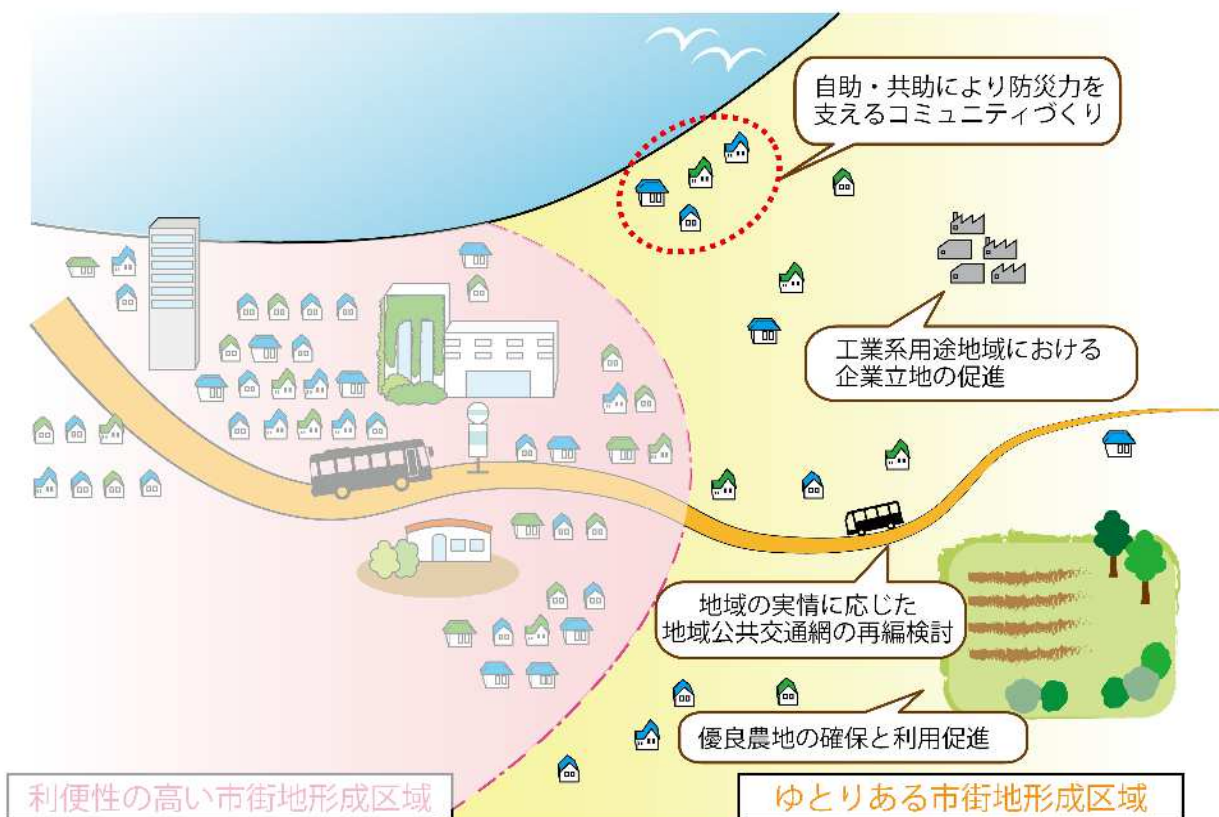 自助・共助により防災力を
支えるコミュニティづくり
工業系用途地域における
企業立地の促進
地域の実情に応じた
地域公共交通網の再編検討
優良農地の確保と利用促進
利便性の高い市街地形成区域
ゆとりある市街地形成区域